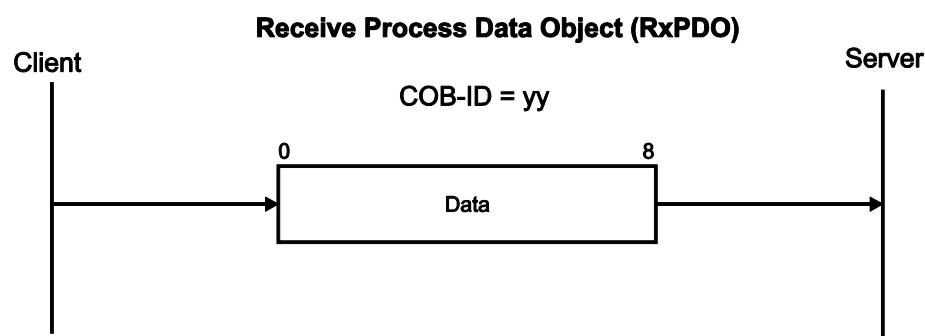 Receive Process Data Object (RxPDO)
Client
Server
COB-ID = yy
0 8
Data